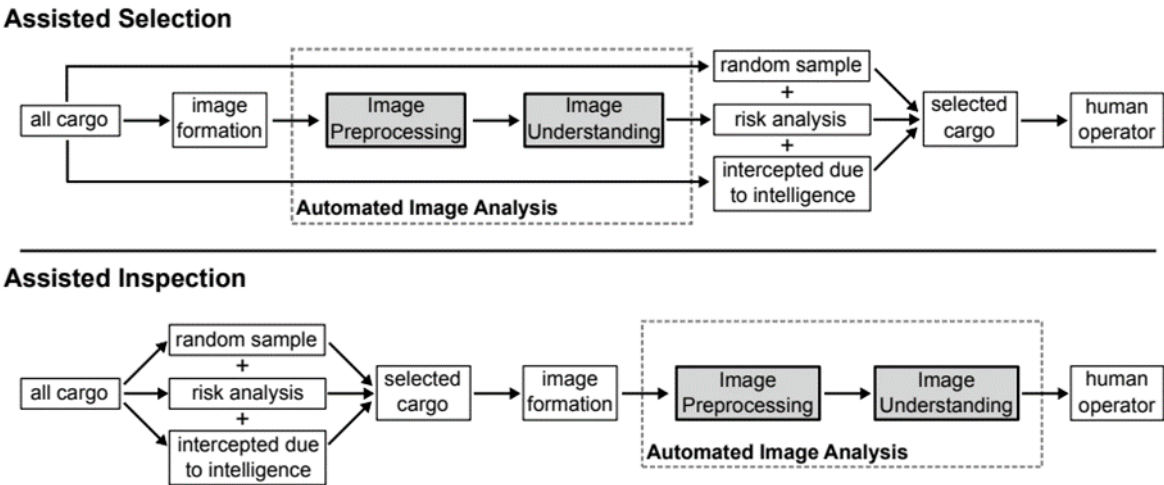 Assisted Selection
all cargo
image
formation
Image
Preprocessing
Image
Understanding
Automated Image Analysis
random sample
+
risk analysis
+
intercepted due
to intelligence
selected
cargo
human
operator
Assisted Inspection
all cargo
random sample
+
risk analysis
+
intercepted due
to intelligence
selected
cargo
image
formation
Image
Preprocessing
Image
Understanding
Automated Image Analysis
human
operator